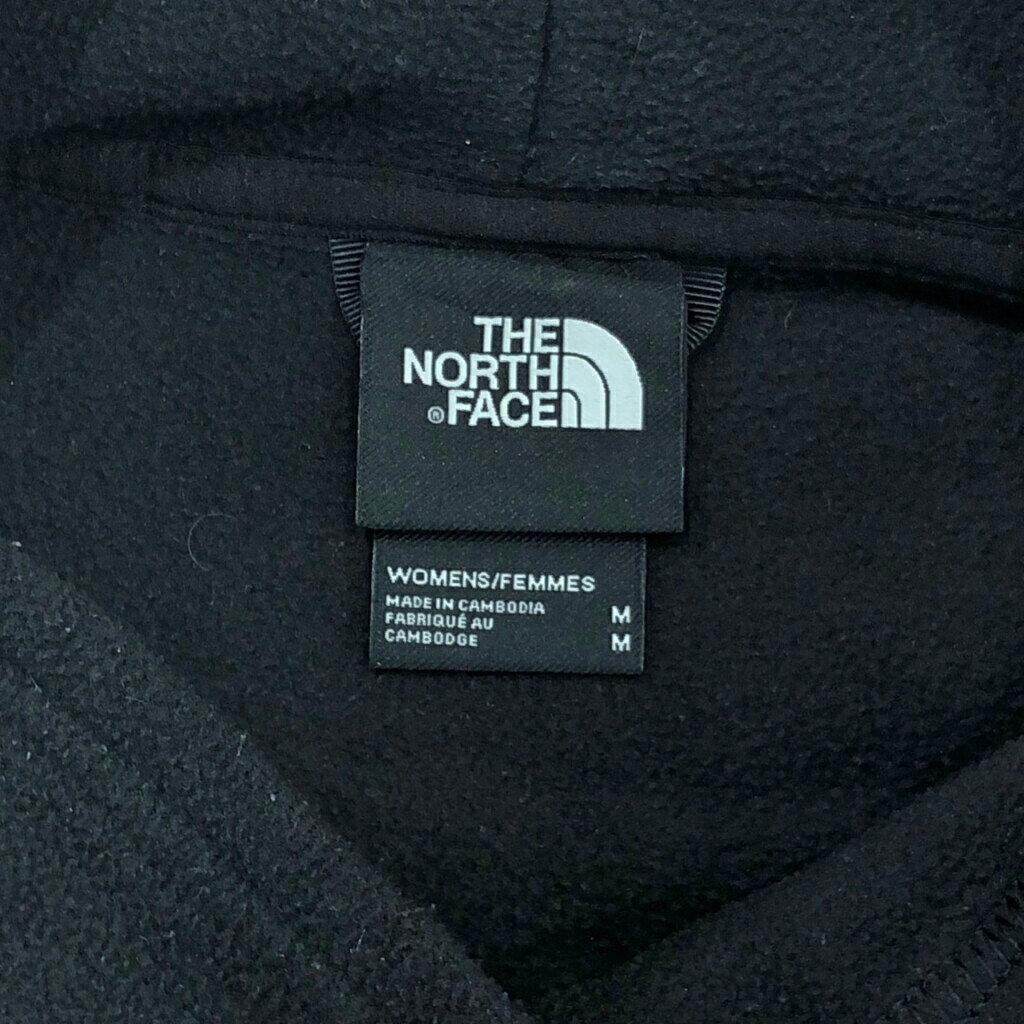 THE
NORTH
® FACE
WOMENS/FEMMES
MADE IN CAMBODIA
FABRIQUÉ AU M
CAMBODGE M